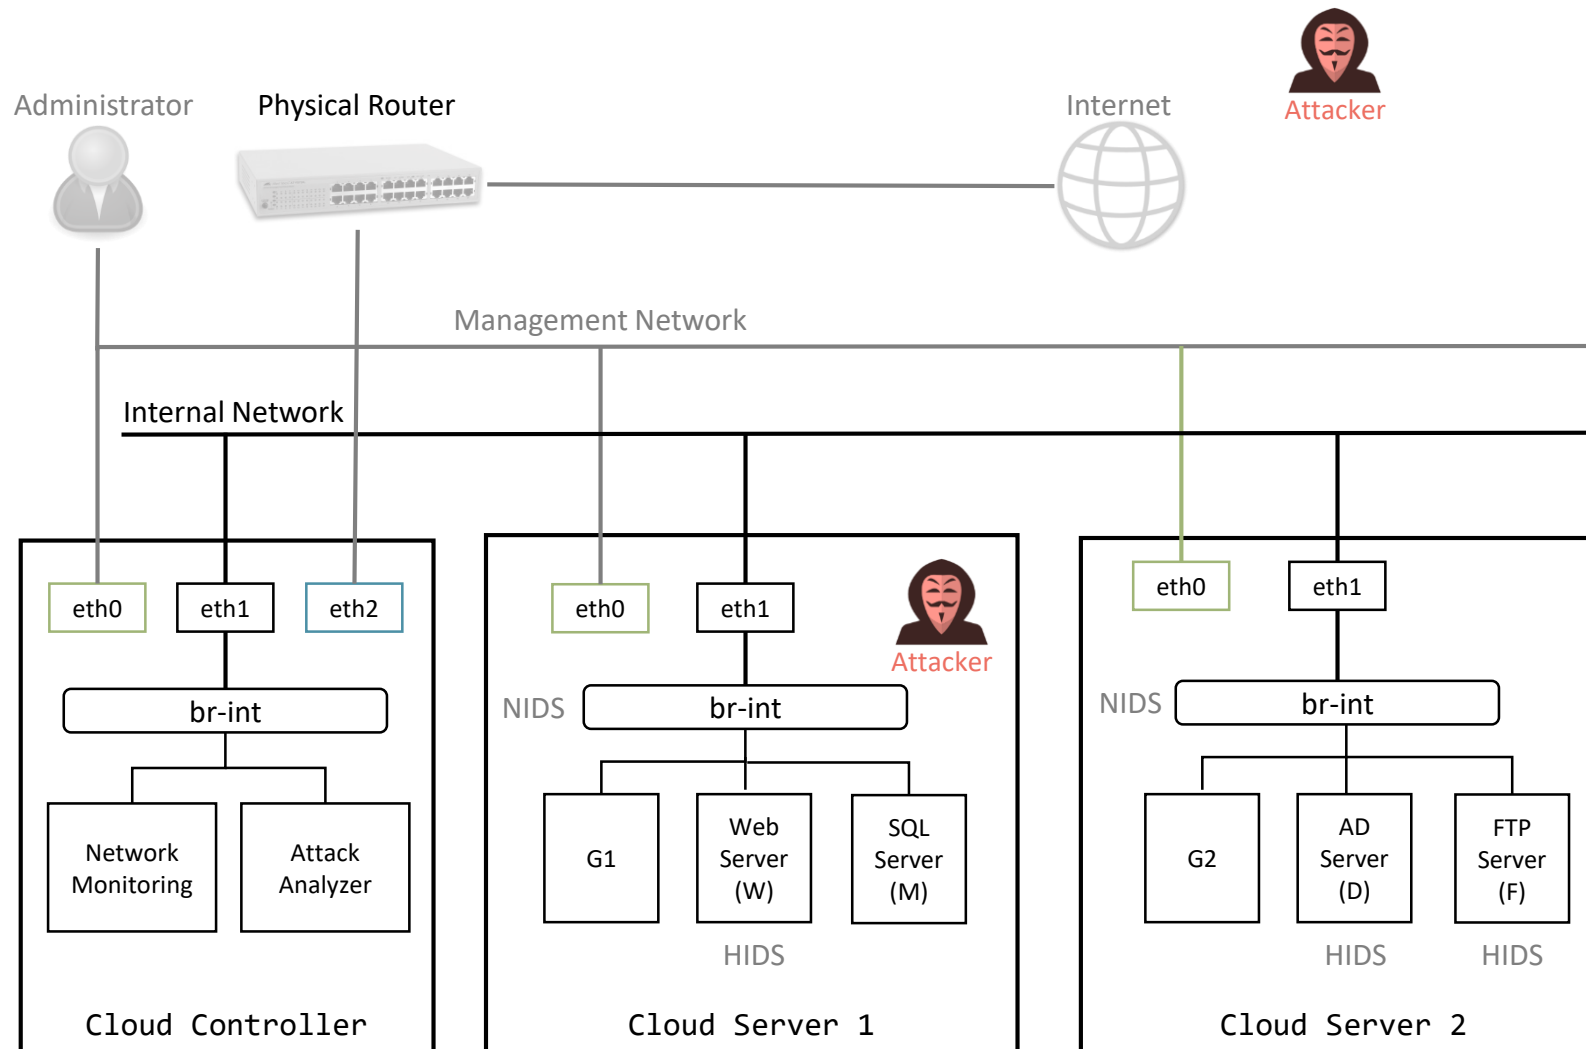 Attacker
Administrator
Physical Router
Internet
Management Network
Internal Network
eth0
eth1
eth2
eth0
eth1
eth0
eth1
Attacker
br-int
NIDS
br-int
NIDS
br-int
Network
Monitoring
Attack
Analyzer
G1
Web
Server
(W)
SQL
Server
(M)
G2
AD
Server
(D)
FTP
Server
(F)
HIDS
HIDS
HIDS
Cloud Controller
Cloud Server 1
Cloud Server 2